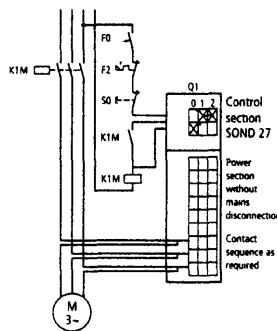 F0
Q1
K1M
F2
0 1 2
Control
section
SOND 27
S0
K1M
Power
section
without
mains
disconnection
K1M
Contact
sequence as
required
M
3~